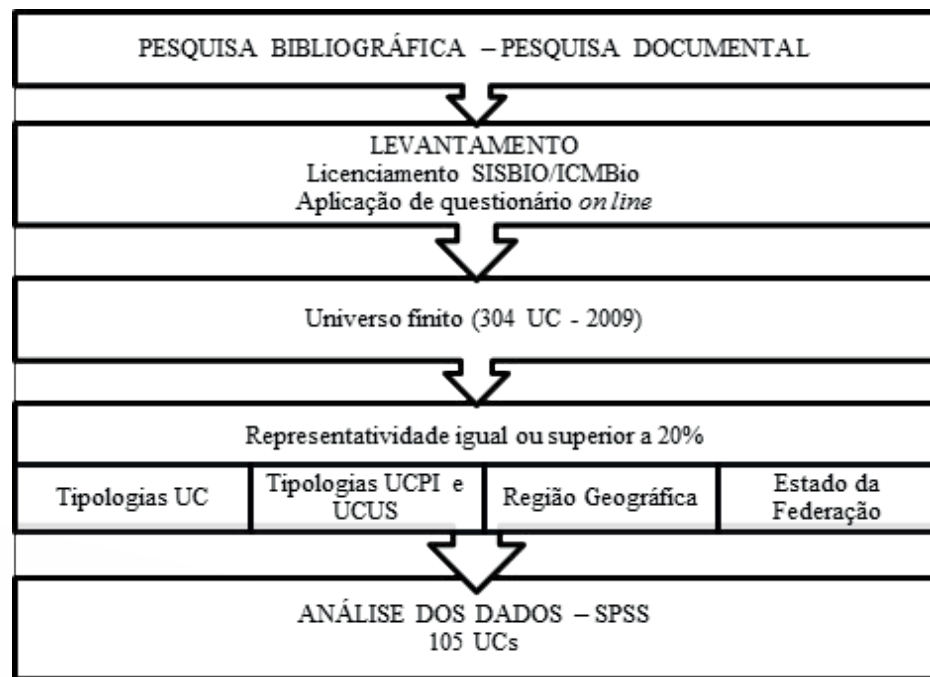 PESQUISA BIBLIOGRÁFICA – PESQUISA DOCUMENTAL
LEVANTAMENTO
Licenciamento SISBIO/ICMBio
Aplicação de questionário on line
Universo finito (304 UC - 2009)
Representatividade igual ou superior a 20%
Tipologias UC
Tipologias UCPI e
UCUS
Região Geográfica
Estado da
Federação
ANÁLISE DOS DADOS – SPSS
105 UCs